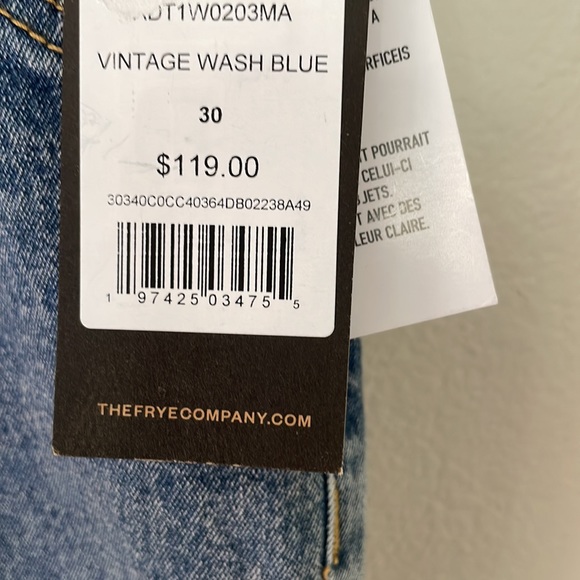 ADT1W0203MA
VINTAGE WASH BLUE
30
$119.00
30340C0CC40364DB02238A49
1 97425 03475 5
THEFRYECOMPANY.COM
A
RFICEIS
T POURRAIT
CELUI-CI
JETS.
T AVEC DES
LEUR CLAIRE.